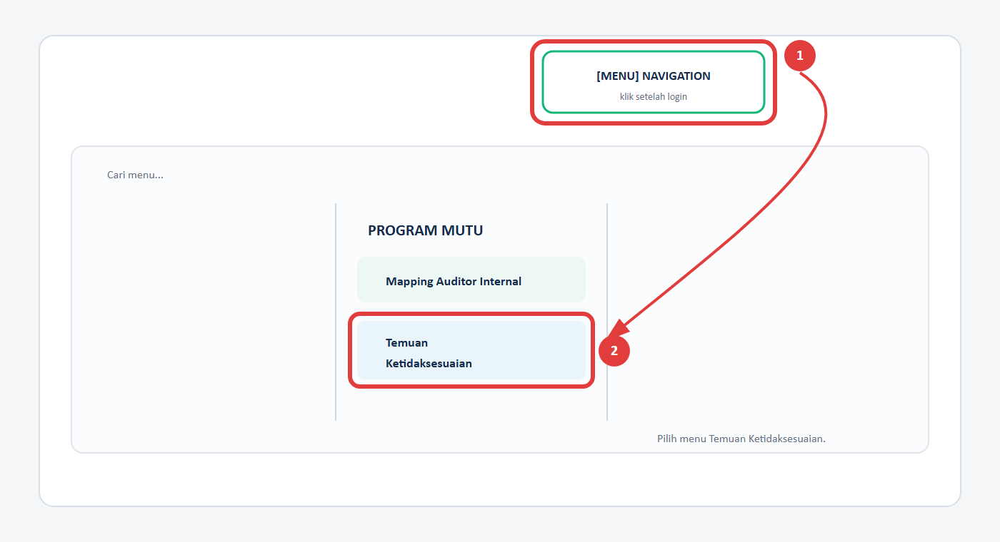 [MENU] NAVIGATION
klik setelah login
1
Cari menu...
PROGRAM MUTU
Mapping Auditor Internal
Temuan
Ketidaksesuaian
2
Pilih menu Temuan Ketidaksesuaian.